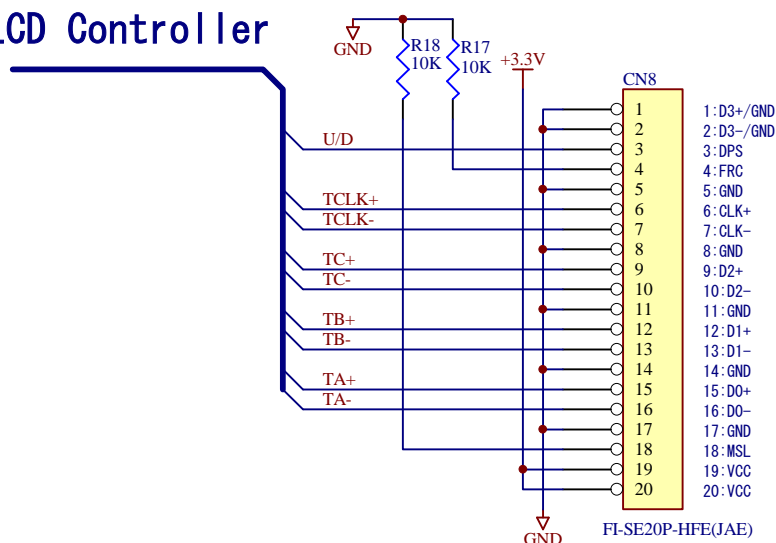 LCD Controller
GND
R18
10K
R17
10K
+3.3V
CN8
U/D
TCLK+
TCLK-
TC+
TC-
TB+
TB-
TA+
TA-
1
2
3
4
5
6
7
8
9
10
11
12
13
14
15
16
17
18
19
20
1:D3+/GND
2:D3-/GND
3:DPS
4:FRC
5:GND
6:CLK+
7:CLK-
8:GND
9:D2+
10:D2-
11:GND
12:D1+
13:D1-
14:GND
15:D0+
16:D0-
17:GND
18:MSL
19:VCC
20:VCC
GND
FI-SE20P-HFE(JAE)